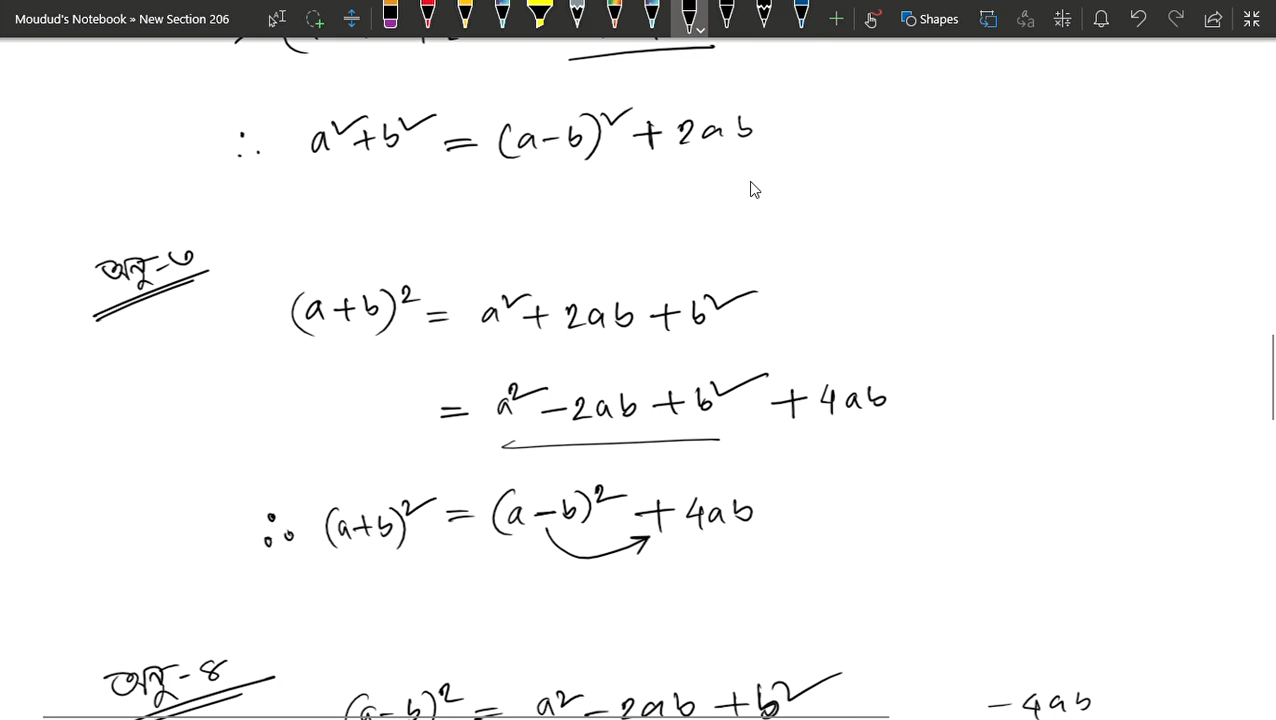 Moudud's Notebook » New Section 206
Shapes
∴ a² + b² = (a-b)² + 2ab
অনু-৩
(a+b)² = a² + 2ab + b²
= a² - 2ab + b² + 4ab
∴ (a+b)² = (a-b)² + 4ab
অনু-৪
(a-b)² = a² - 2ab + b² - 4ab